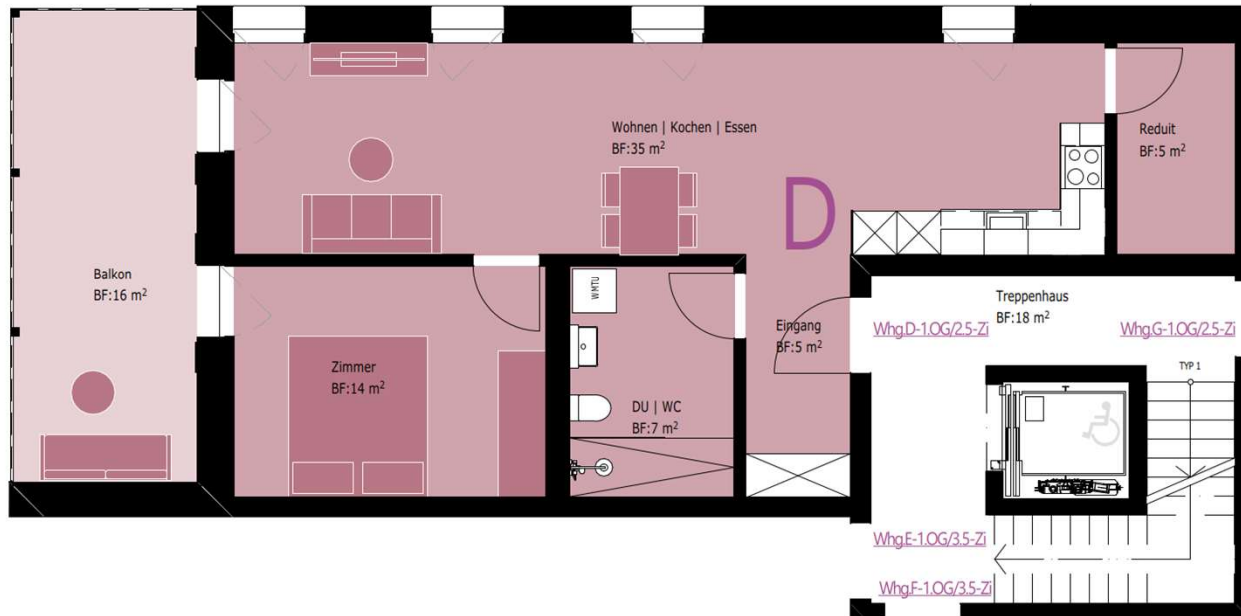 Wohnen | Kochen | Essen
BF:35 m²
Reduit
BF:5 m²
D
Balkon
BF:16 m²
WMTU
Treppenhaus
BF:18 m²
Eingang
BF:5 m²
Whg.D-1.OG/2.5-Zi
Whg.G-1.OG/2.5-Zi
Zimmer
BF:14 m²
TYP 1
DU | WC
BF:7 m²
Whg.E-1.OG/3.5-Zi
Whg.F-1.OG/3.5-Zi